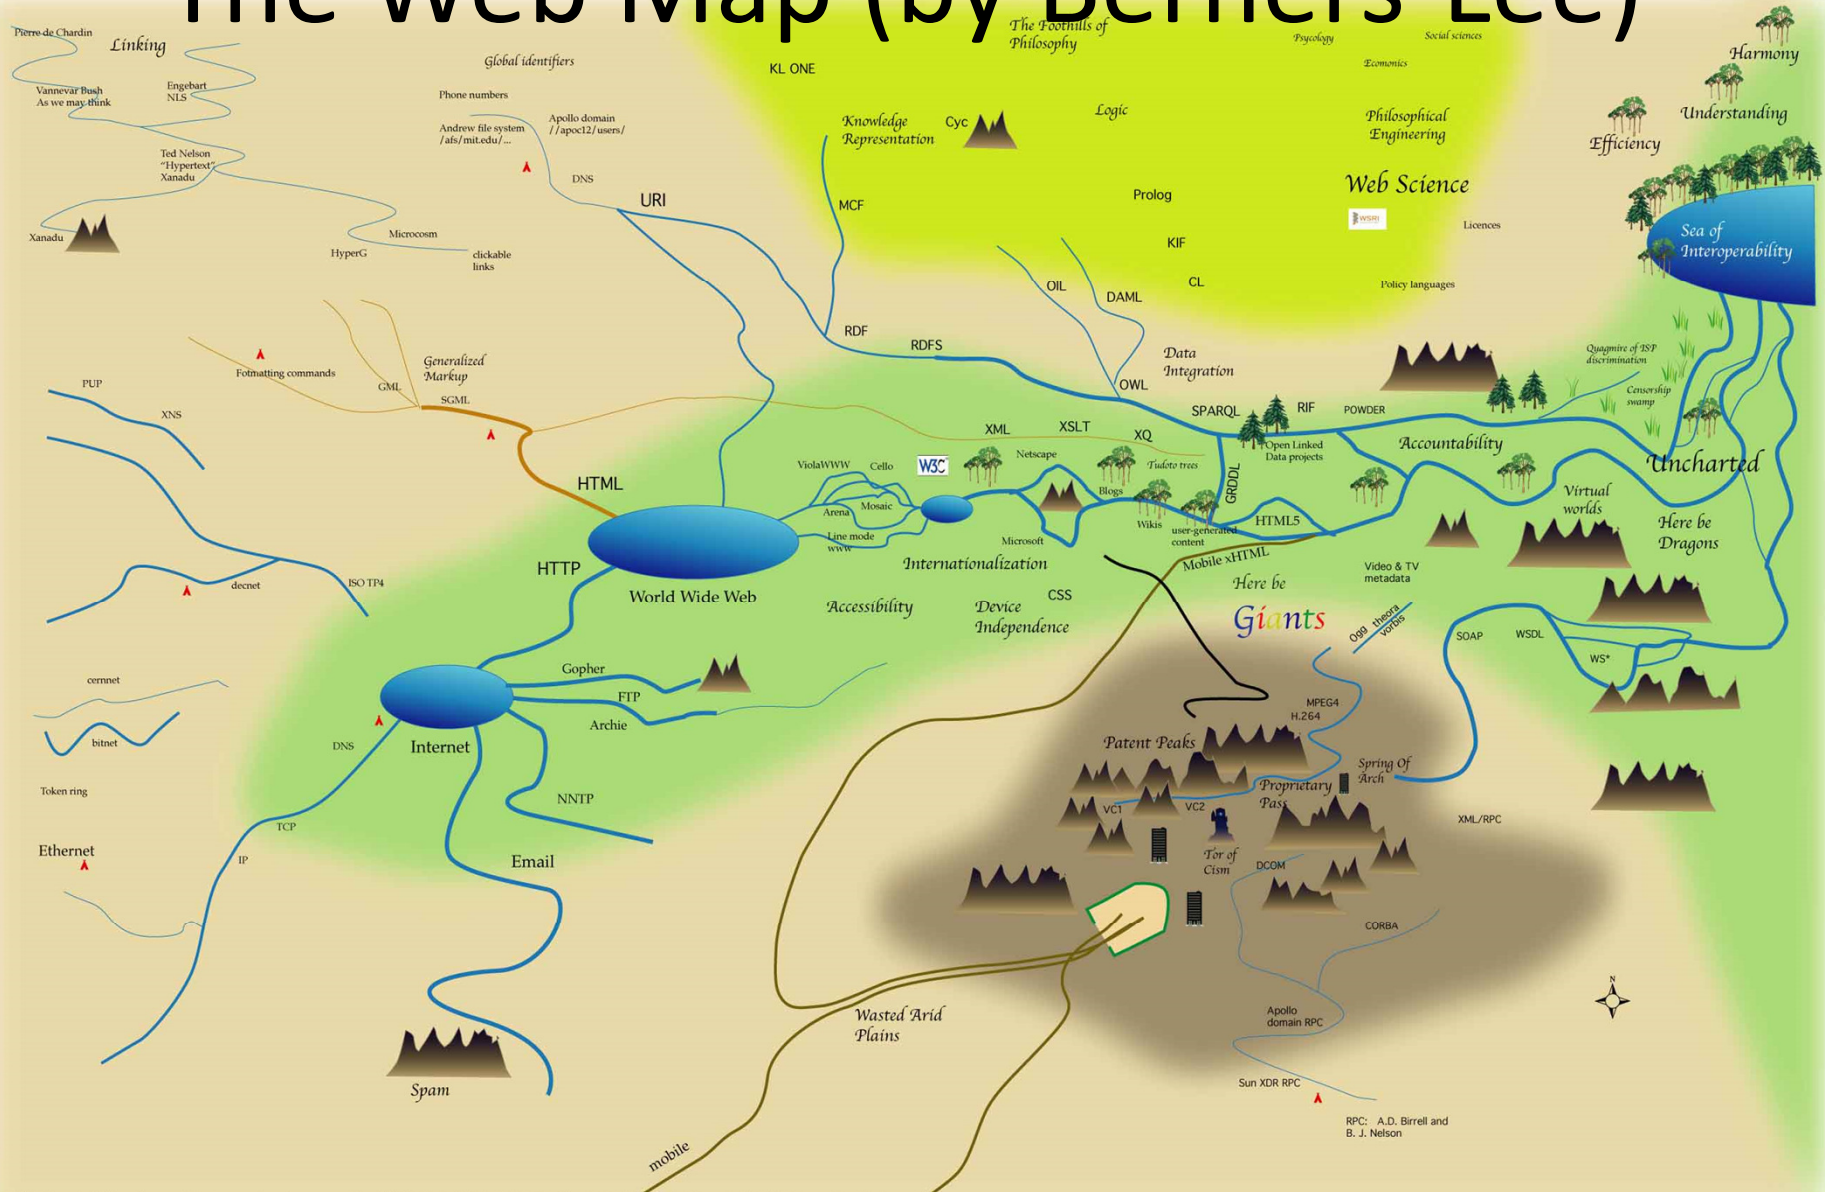 The Web Map (by Berners-Lee)
Pierre de Chardin
Linking
Vannevar Bush
As we may think
Engebart
NLS
Ted Nelson
“Hypertext”
Xanadu
Xanadu
Microcosm
HyperG
clickable
links
Global identifiers
Phone numbers
Andrew file system
/afs/mit.edu/...
Apollo domain
//apoc12/users/
DNS
URI
KL ONE
The Foothills of
Philosophy
Psycology
Social sciences
Ecomonics
Knowledge
Representation
Cyc
Logic
Philosophical
Engineering
MCF
Prolog
Web Science
WSRI
Licences
KIF
CL
Policy languages
OIL
DAML
Harmony
Understanding
Efficiency
Sea of
Interoperability
Quagmire of ISP
discrimination
Censorship
swamp
RDF
RDFS
OWL
Data
Integration
SPARQL
RIF
POWDER
Open Linked
Data projects
Accountability
Uncharted
Virtual
worlds
Here be
Dragons
Fotmatting commands
GML
Generalized
Markup
SGML
PUP
XNS
HTML
XML
XSLT
XQ
ViolaWWW
Cello
W3C
Netscape
Tudoto trees
Arena
Mosaic
Line mode
www
Blogs
Wikis
GRDDL
user-generated
content
HTML5
Microsoft
Mobile xHTML
Internationalization
HTTP
World Wide Web
Accessibility
Device
Independence
CSS
Here be
Giants
Video & TV
metadata
Ogg theora
vorbis
SOAP
WSDL
WS*
decnet
ISO TP4
cernnet
bitnet
Gopher
FTP
Archie
DNS
Internet
NNTP
Token ring
TCP
Ethernet
IP
Email
Spam
MPEG4
H.264
Patent Peaks
Spring Of
Arch
Proprietary
Pass
VC1
VC2
XML/RPC
Tor of
Cism
DCOM
CORBA
Wasted Arid
Plains
Apollo
domain RPC
N
Sun XDR RPC
RPC: A.D. Birrell and
B. J. Nelson
mobile